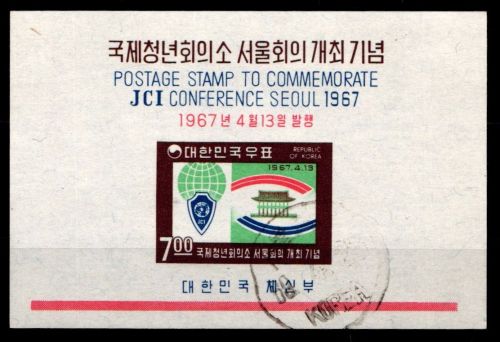 국제청년회의소 서울회의 개최 기념
POSTAGE STAMP TO COMMEMORATE
JCI CONFERENCE SEOUL 1967
1967년 4월 13일 발행
대한민국우표
REPUBLIC
OF KOREA
1967.4.13
JCI
7.00
국제청년회의소 서울회의 개최 기념
대한민국 체신부
KOREA